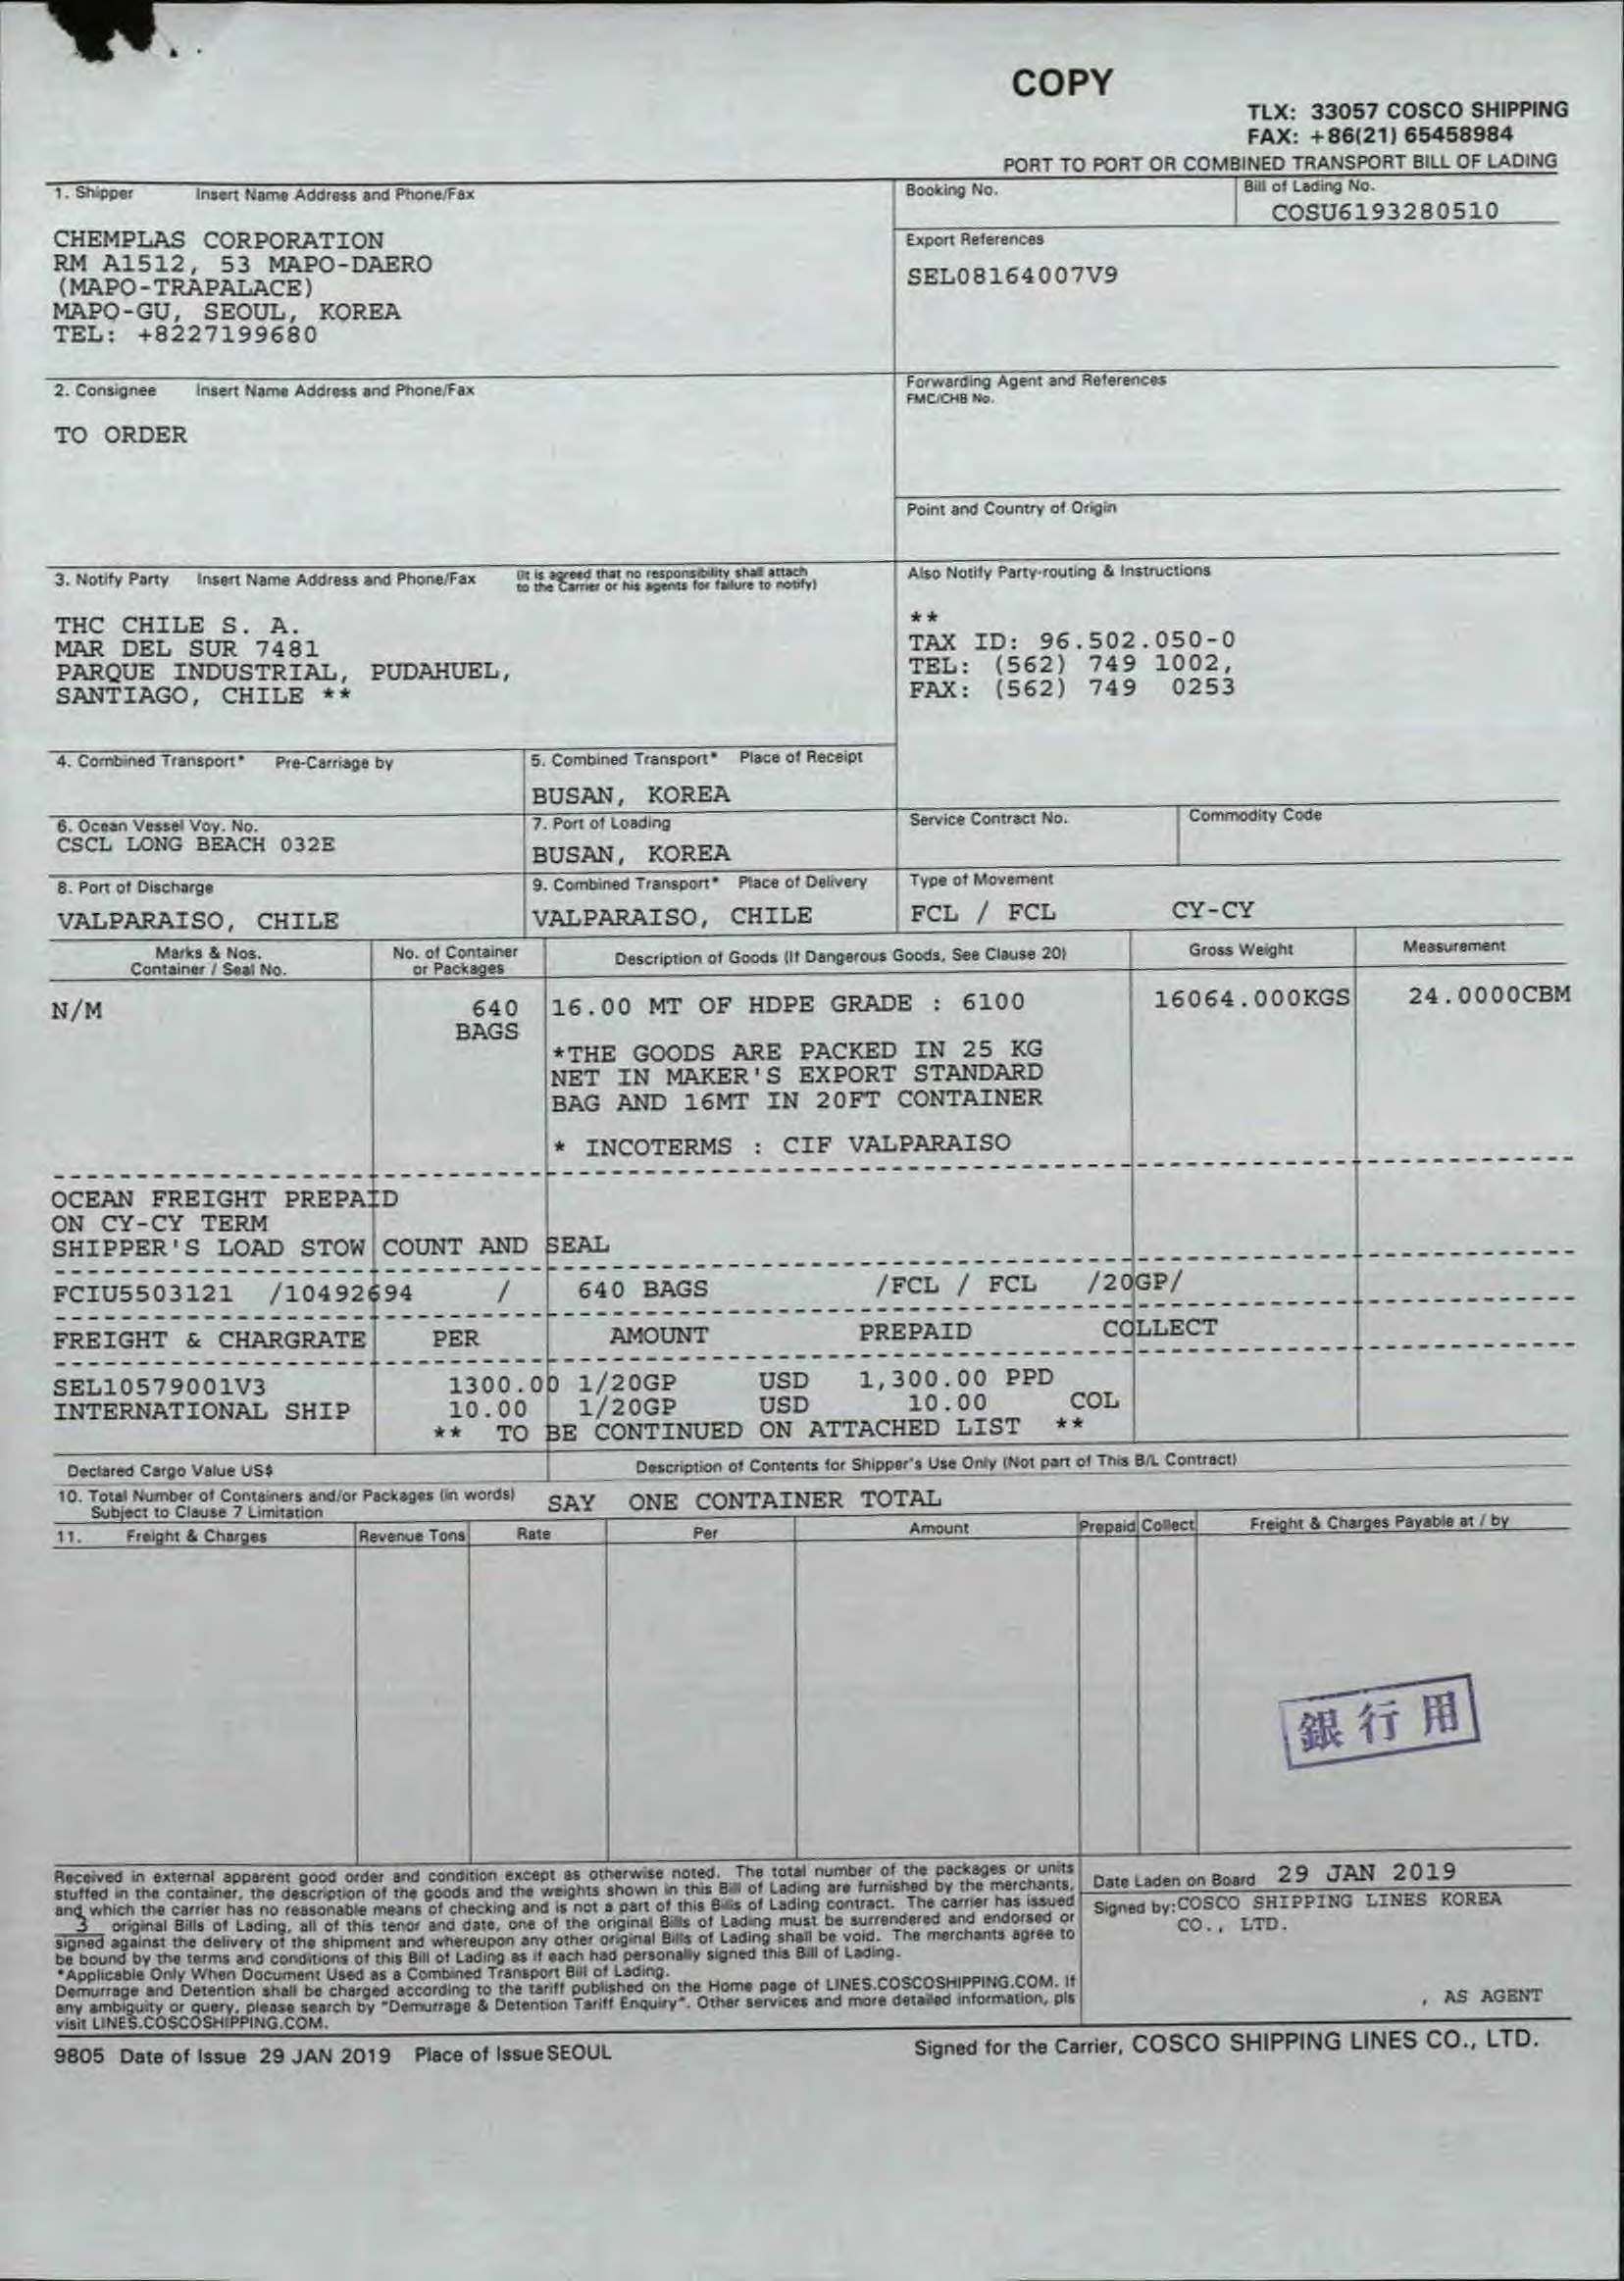 COPY
TLX: 33057 COSCO SHIPPING
FAX: +86(21) 65458984
PORT TO PORT OR COMBINED TRANSPORT BILL OF LADING
1. Shipper Insert Name Address and Phone/Fax
CHEMPLAS CORPORATION
RM A1512, 53 MAPO-DAERO
(MAPO-TRAPALACE)
MAPO-GU, SEOUL, KOREA
TEL: +8227199680
Booking No.
Bill of Lading No.
COSU6193280510
Export References
SEL08164007V9
2. Consignee Insert Name Address and Phone/Fax
TO ORDER
Forwarding Agent and References
FMC/CHB No.
Point and Country of Origin
3. Notify Party Insert Name Address and Phone/Fax
(It is agreed that no responsibility shall attach
to the Carrier or his agents for failure to notify)
THC CHILE S. A.
MAR DEL SUR 7481
PARQUE INDUSTRIAL, PUDAHUEL,
SANTIAGO, CHILE **
Also Notify Party-routing & Instructions
**
TAX ID: 96.502.050-0
TEL: (562) 749 1002,
FAX: (562) 749 0253
4. Combined Transport* Pre-Carriage by
5. Combined Transport* Place of Receipt
BUSAN, KOREA
6. Ocean Vessel Voy. No.
CSCL LONG BEACH 032E
7. Port of Loading
BUSAN, KOREA
Service Contract No.
Commodity Code
8. Port of Discharge
VALPARAISO, CHILE
9. Combined Transport* Place of Delivery
VALPARAISO, CHILE
Type of Movement
FCL / FCL CY-CY
Marks & Nos.
Container / Seal No.
No. of Container
or Packages
Description of Goods (If Dangerous Goods, See Clause 20)
Gross Weight
Measurement
N/M
640
BAGS
16.00 MT OF HDPE GRADE : 6100
16064.000KGS
24.0000CBM
*THE GOODS ARE PACKED IN 25 KG
NET IN MAKER'S EXPORT STANDARD
BAG AND 16MT IN 20FT CONTAINER
* INCOTERMS : CIF VALPARAISO
OCEAN FREIGHT PREPAID
ON CY-CY TERM
SHIPPER'S LOAD STOW COUNT AND SEAL
FCIU5503121 /10492694 / 640 BAGS /FCL / FCL /20GP/
FREIGHT & CHARGRATE PER AMOUNT PREPAID COLLECT
SEL10579001V3 1300.00 1/20GP USD 1,300.00 PPD
INTERNATIONAL SHIP 10.00 1/20GP USD 10.00 COL
** TO BE CONTINUED ON ATTACHED LIST **
Declared Cargo Value US$
Description of Contents for Shipper's Use Only (Not part of This B/L Contract)
10. Total Number of Containers and/or Packages (in words)
Subject to Clause 7 Limitation
SAY ONE CONTAINER TOTAL
11. Freight & Charges Revenue Tons Rate Per Amount Prepaid Collect Freight & Charges Payable at / by
銀行用
Received in external apparent good order and condition except as otherwise noted. The total number of the packages or units
stuffed in the container, the description of the goods and the weights shown in this Bill of Lading are furnished by the merchants,
and which the carrier has no reasonable means of checking and is not a part of this Bills of Lading contract. The carrier has issued
3 original Bills of Lading, all of this tenor and date, one of the original Bills of Lading must be surrendered and endorsed or
signed against the delivery of the shipment and whereupon any other original Bills of Lading shall be void. The merchants agree to
be bound by the terms and conditions of this Bill of Lading as if each had personally signed this Bill of Lading.
*Applicable Only When Document Used as a Combined Transport Bill of Lading.
Demurrage and Detention shall be charged according to the tariff published on the Home page of LINES.COSCOSHIPPING.COM. If
any ambiguity or query, please search by "Demurrage & Detention Tariff Enquiry". Other services and more detailed information, pls
visit LINES.COSCOSHIPPING.COM.
Date Laden on Board 29 JAN 2019
Signed by:COSCO SHIPPING LINES KOREA
CO., LTD.
, AS AGENT
9805 Date of Issue 29 JAN 2019 Place of Issue SEOUL
Signed for the Carrier, COSCO SHIPPING LINES CO., LTD.